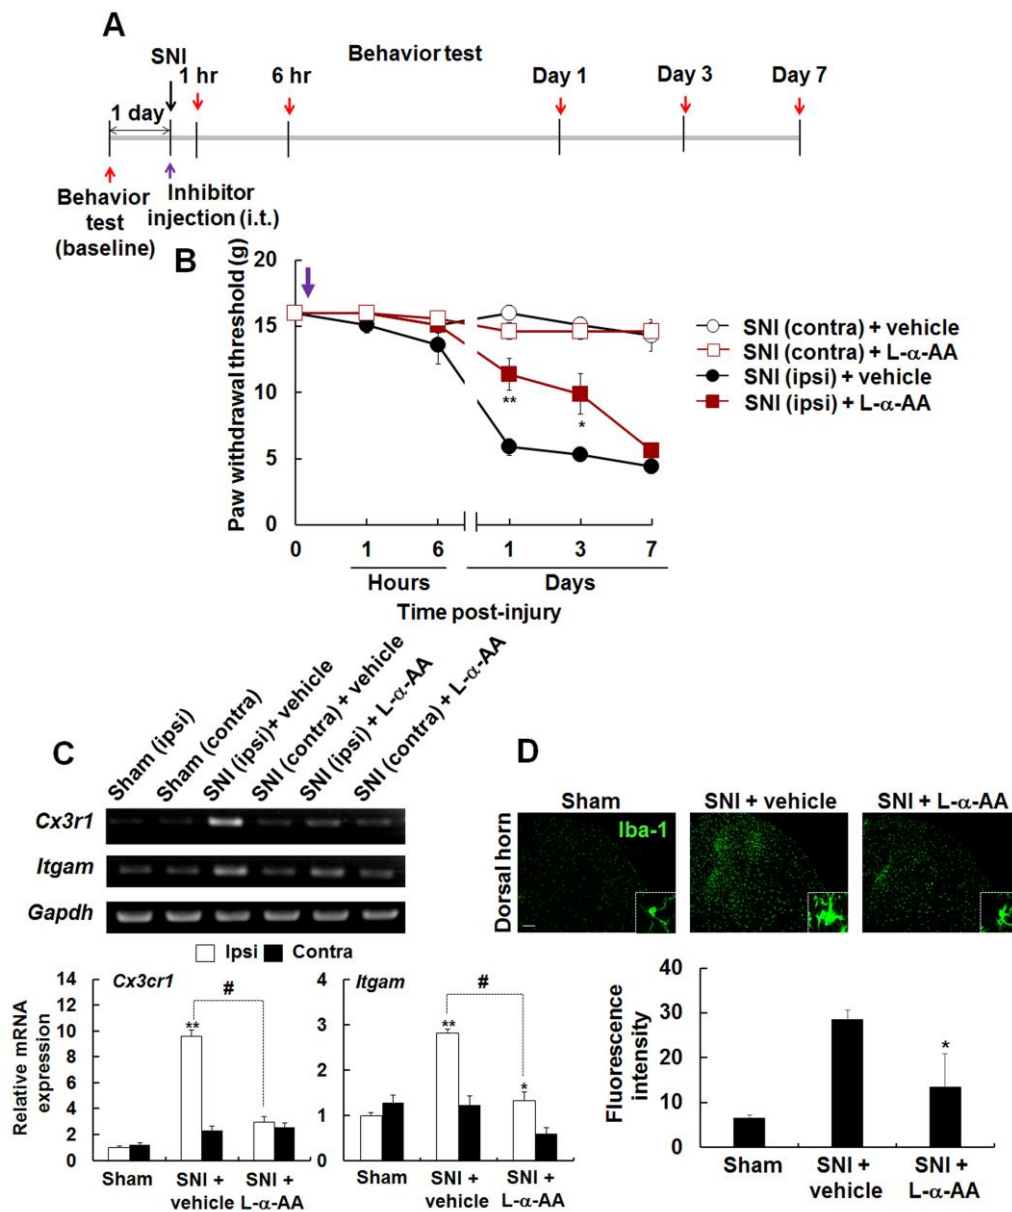 A
SNI
Behavior test
1 hr
6 hr
Day 1
Day 3
Day 7
1 day
Behavior
test
(baseline)
Inhibitor
injection (i.t.)
B
Paw withdrawal threshold (g)
20
15
10
5
0
**
*
0
1
6
1
3
7
Hours
Days
Time post-injury
SNI (contra) + vehicle
SNI (contra) + L-α-AA
SNI (ipsi) + vehicle
SNI (ipsi) + L-α-AA
C
Sham (ipsi)
Sham (contra)
SNI (ipsi)+ vehicle
SNI (contra) + vehicle
SNI (ipsi) + L-α-AA
SNI (contra) + L-α-AA
Cx3r1
Itgam
Gapdh
Ipsi
Contra
Relative mRNA
expression
14
12
10
8
6
4
2
0
Cx3cr1
#
**
Sham
SNI +
vehicle
SNI +
L-α-AA
4
3
2
1
0
Itgam
#
**
*
Sham
SNI +
vehicle
SNI +
L-α-AA
D
Sham
SNI + vehicle
SNI + L-α-AA
Dorsal horn
Iba-1
Fluorescence
intensity
40
30
20
10
0
*
Sham
SNI +
vehicle
SNI +
L-α-AA